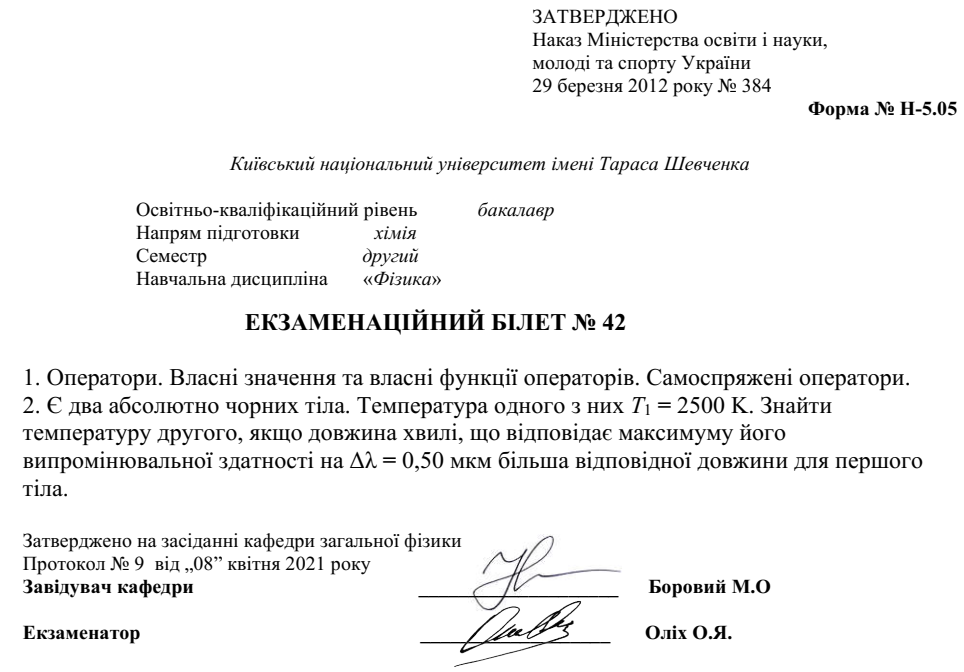 ЗАТВЕРДЖЕНО
Наказ Міністерства освіти і науки,
молоді та спорту України
29 березня 2012 року № 384
Форма № Н-5.05
Київський національний університет імені Тараса Шевченка
Освітньо-кваліфікаційний рівень бакалавр
Напрям підготовки хімія
Семестр другий
Навчальна дисципліна «Фізика»
ЕКЗАМЕНАЦІЙНИЙ БІЛЕТ № 42
1. Оператори. Власні значення та власні функції операторів. Самоспряжені оператори.
2. Є два абсолютно чорних тіла. Температура одного з них T₁ = 2500 К. Знайти
температуру другого, якщо довжина хвилі, що відповідає максимуму його
випромінювальної здатності на Δλ = 0,50 мкм більша відповідної довжини для першого
тіла.
Затверджено на засіданні кафедри загальної фізики
Протокол № 9 від „08” квітня 2021 року
Завідувач кафедри Боровий М.О
Екзаменатор Оліх О.Я.